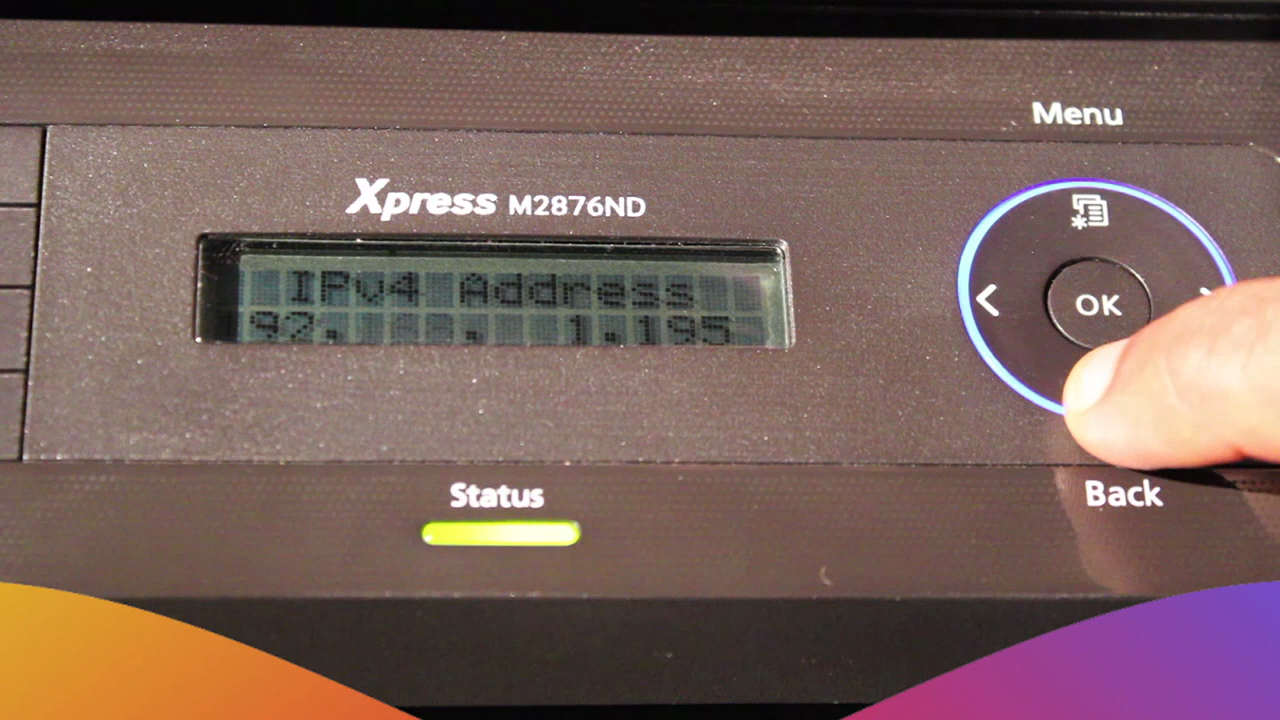 Menu
Xpress M2876ND
IPv4 Address
92. . 1.195
OK
Status
Back